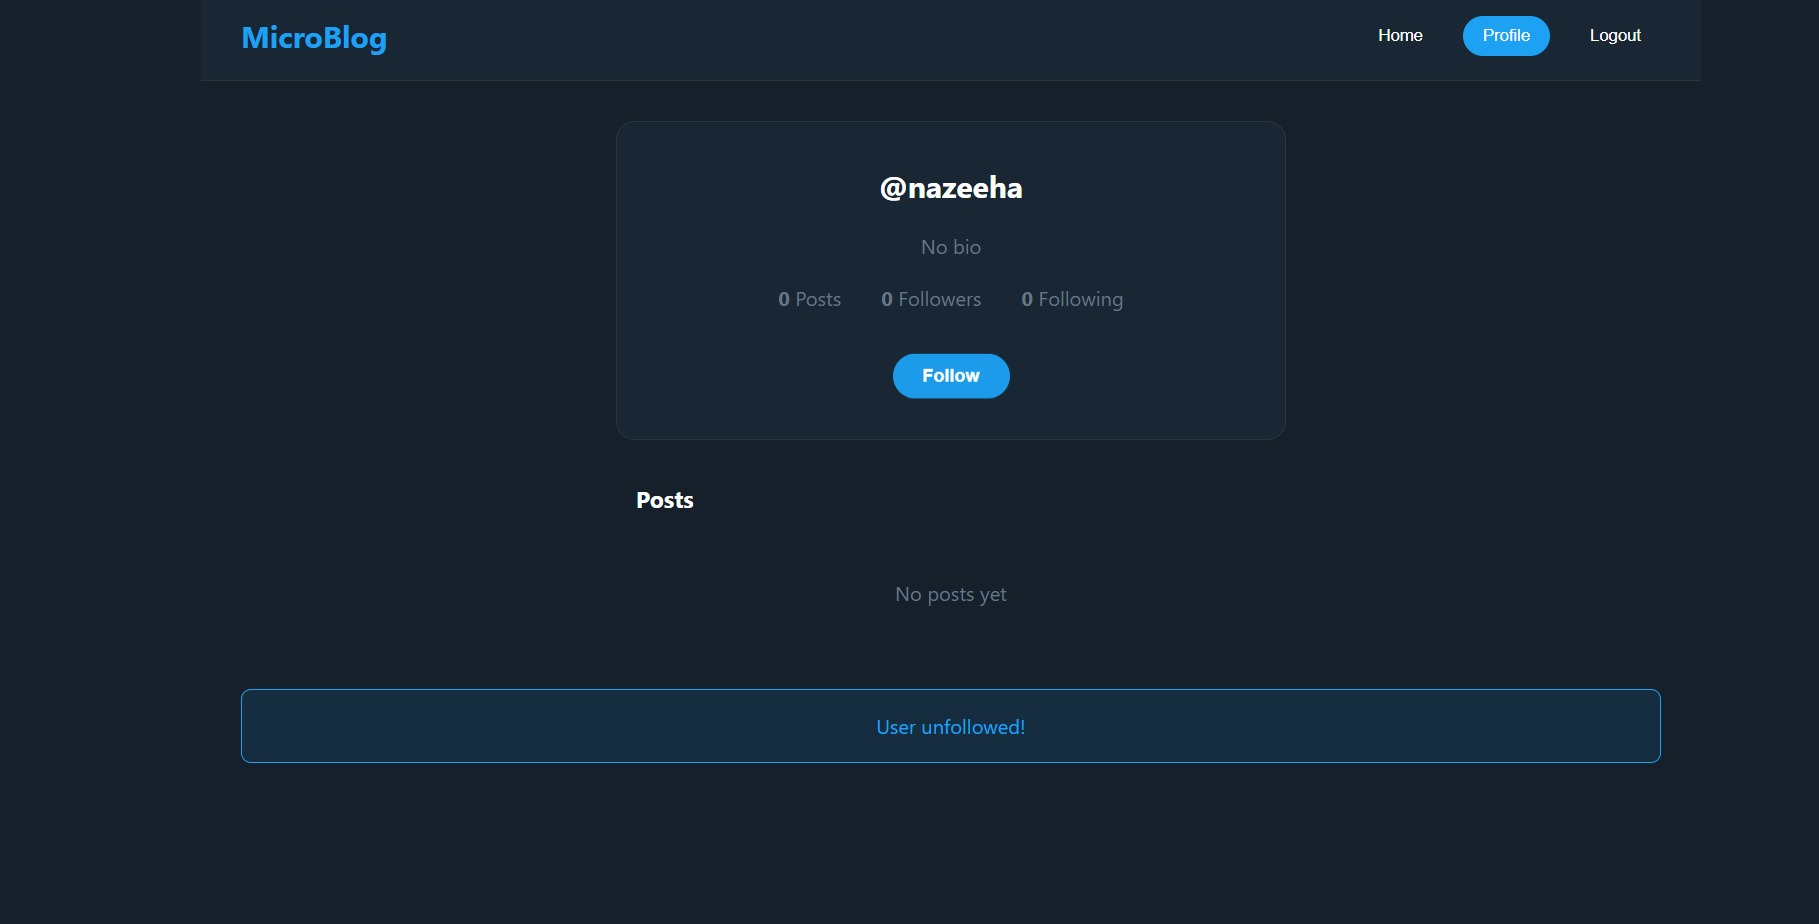 MicroBlog
Home Profile Logout
@nazeeha
No bio
0 Posts 0 Followers 0 Following
Follow
Posts
No posts yet
User unfollowed!